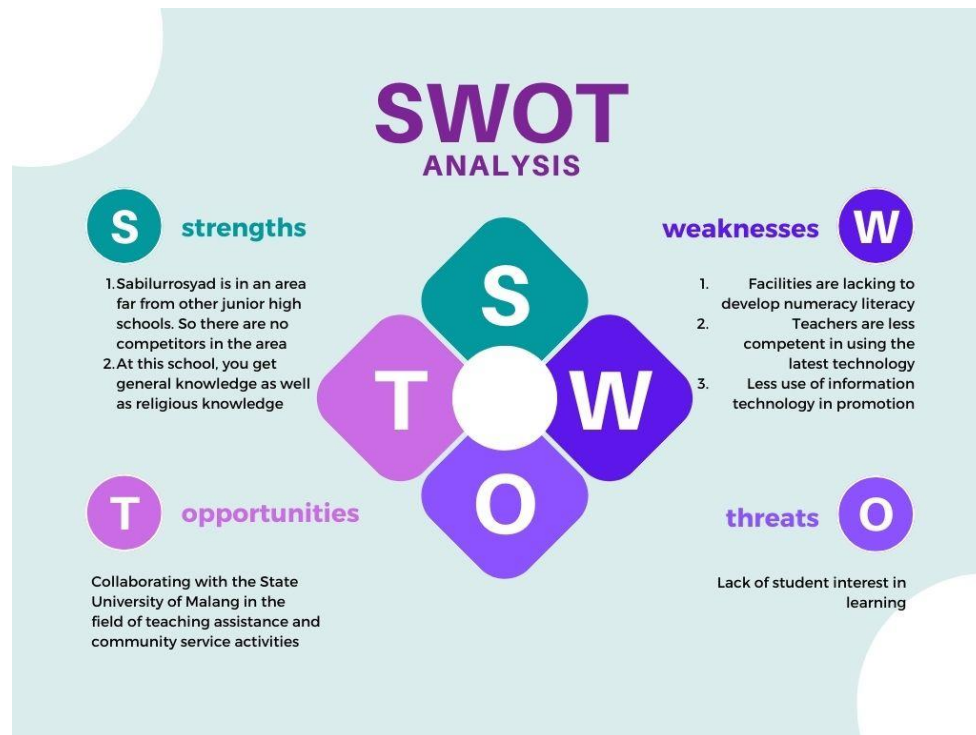 SWOT
ANALYSIS
S strengths
1. Sabilurrosyad is in an area
far from other junior high
schools. So there are no
competitors in the area
2. At this school, you get
general knowledge as well
as religious knowledge
weaknesses W
1. Facilities are lacking to
develop numeracy literacy
2. Teachers are less
competent in using the
latest technology
3. Less use of information
technology in promotion
S
T
W
O
T opportunities
Collaborating with the State
University of Malang in the
field of teaching assistance and
community service activities
threats O
Lack of student interest in
learning